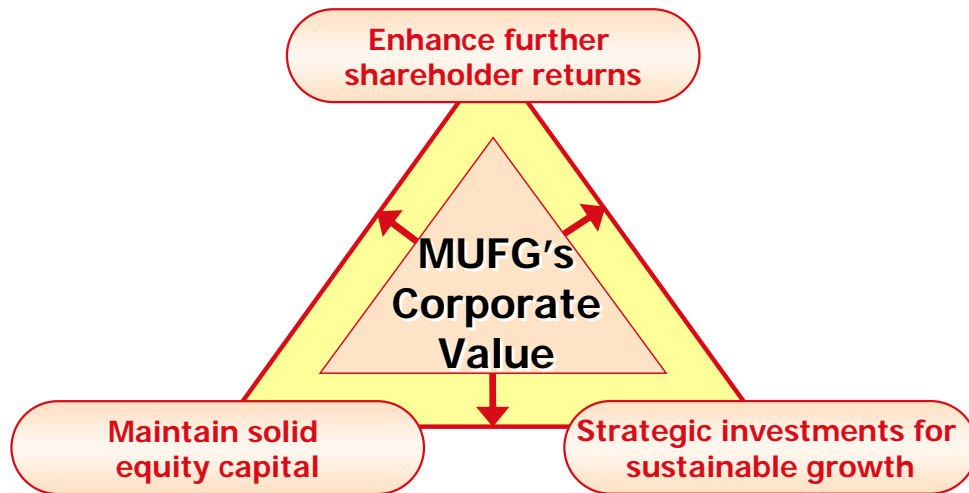 Enhance further
shareholder returns
MUFG's
Corporate
Value
Maintain solid
equity capital
Strategic investments for
sustainable growth